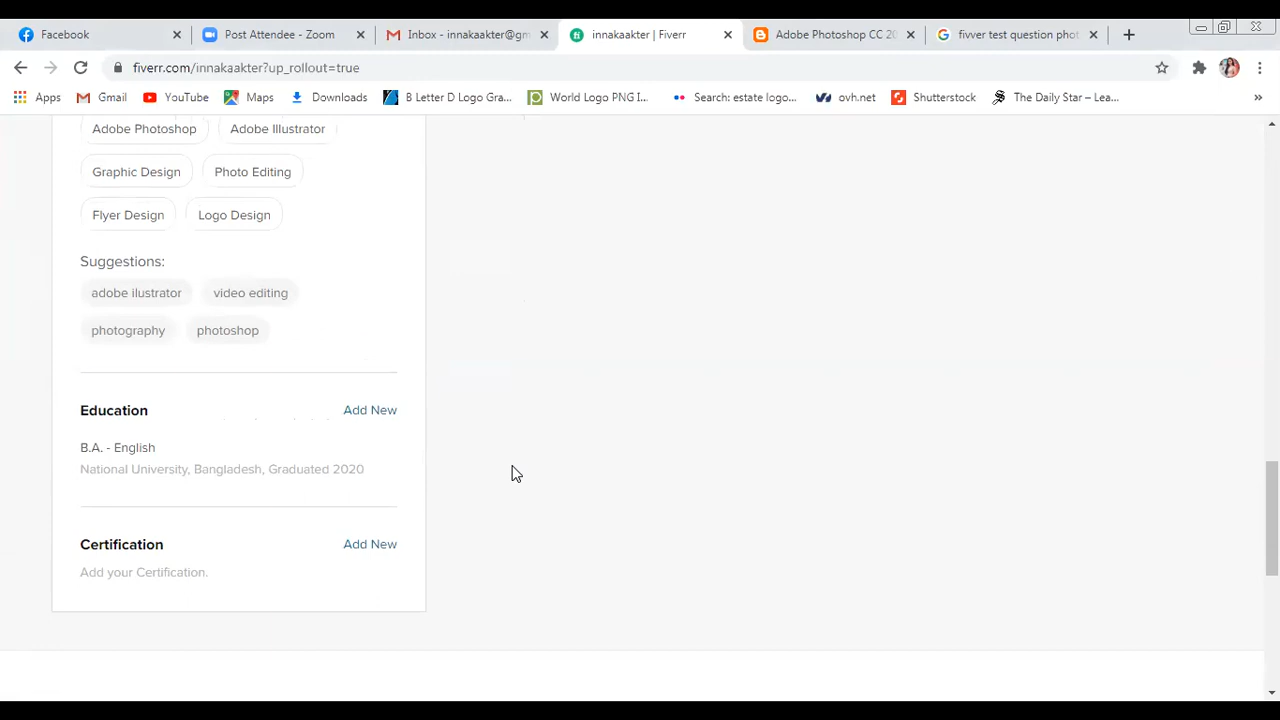 Facebook
Post Attendee - Zoom
Inbox - innakaakter@gm
innakaakter | Fiverr
Adobe Photoshop CC 20
fivver test question phot
fiverr.com/innakaakter?up_rollout=true
Apps
Gmail
YouTube
Maps
Downloads
B Letter D Logo Gra...
World Logo PNG I...
Search: estate logo...
ovh.net
Shutterstock
The Daily Star – Lea...
»
Adobe Photoshop
Adobe Illustrator
Graphic Design
Photo Editing
Flyer Design
Logo Design
Suggestions:
adobe ilustrator
video editing
photography
photoshop
Education
Add New
B.A. - English
National University, Bangladesh, Graduated 2020
Certification
Add New
Add your Certification.